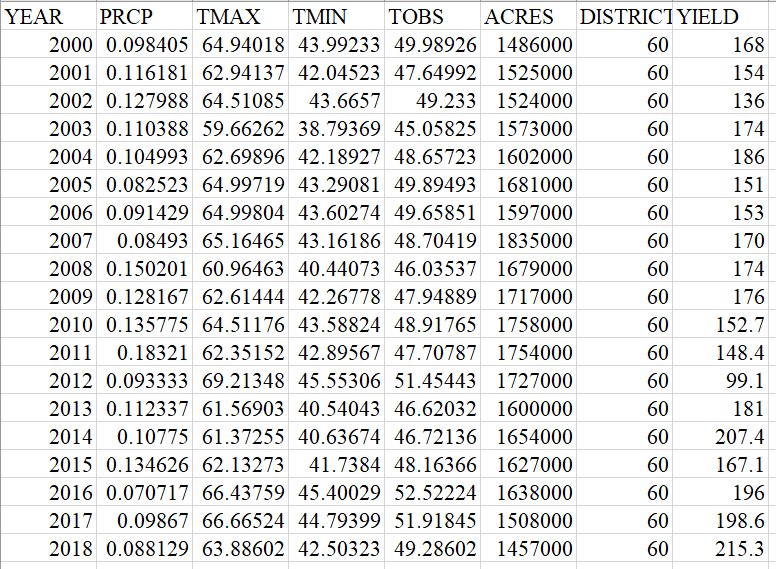 YEAR PRCP TMAX TMIN TOBS ACRES DISTRICT YIELD
2000 0.098405 64.94018 43.99233 49.98926 1486000 60 168
2001 0.116181 62.94137 42.04523 47.64992 1525000 60 154
2002 0.127988 64.51085 43.6657 49.233 1524000 60 136
2003 0.110388 59.66262 38.79369 45.05825 1573000 60 174
2004 0.104993 62.69896 42.18927 48.65723 1602000 60 186
2005 0.082523 64.99719 43.29081 49.89493 1681000 60 151
2006 0.091429 64.99804 43.60274 49.65851 1597000 60 153
2007 0.08493 65.16465 43.16186 48.70419 1835000 60 170
2008 0.150201 60.96463 40.44073 46.03537 1679000 60 174
2009 0.128167 62.61444 42.26778 47.94889 1717000 60 176
2010 0.135775 64.51176 43.58824 48.91765 1758000 60 152.7
2011 0.18321 62.35152 42.89567 47.70787 1754000 60 148.4
2012 0.093333 69.21348 45.55306 51.45443 1727000 60 99.1
2013 0.112337 61.56903 40.54043 46.62032 1600000 60 181
2014 0.10775 61.37255 40.63674 46.72136 1654000 60 207.4
2015 0.134626 62.13273 41.7384 48.16366 1627000 60 167.1
2016 0.070717 66.43759 45.40029 52.52224 1638000 60 196
2017 0.09867 66.66524 44.79399 51.91845 1508000 60 198.6
2018 0.088129 63.88602 42.50323 49.28602 1457000 60 215.3